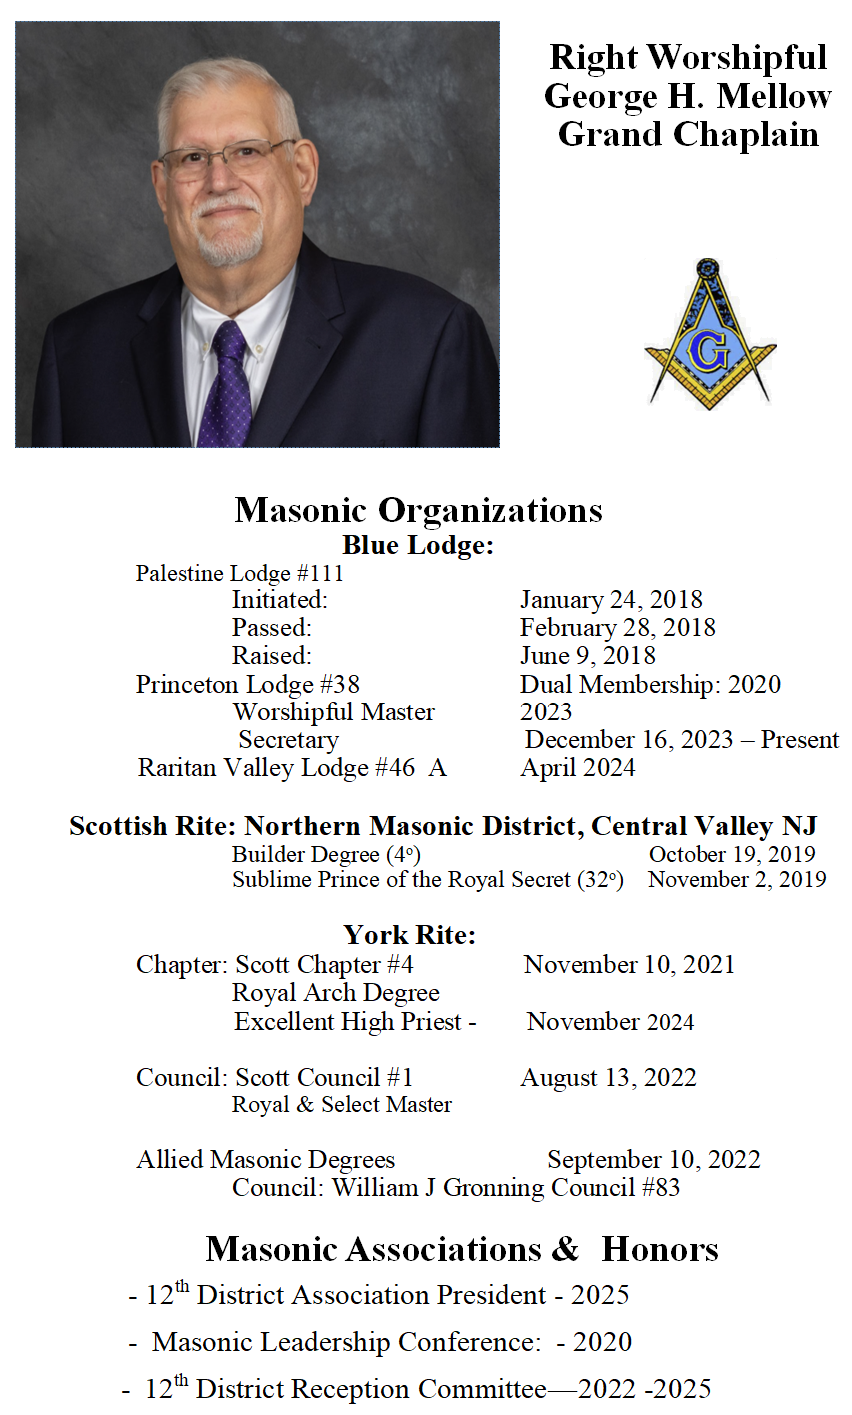 Right Worshipful
George H. Mellow
Grand Chaplain
G
Masonic Organizations
Blue Lodge:
Palestine Lodge #111
Initiated: January 24, 2018
Passed: February 28, 2018
Raised: June 9, 2018
Princeton Lodge #38 Dual Membership: 2020
Worshipful Master 2023
Secretary December 16, 2023 – Present
Raritan Valley Lodge #46 A April 2024
Scottish Rite: Northern Masonic District, Central Valley NJ
Builder Degree (4º) October 19, 2019
Sublime Prince of the Royal Secret (32º) November 2, 2019
York Rite:
Chapter: Scott Chapter #4 November 10, 2021
Royal Arch Degree
Excellent High Priest - November 2024
Council: Scott Council #1 August 13, 2022
Royal & Select Master
Allied Masonic Degrees September 10, 2022
Council: William J Gronning Council #83
Masonic Associations & Honors
- 12th District Association President - 2025
- Masonic Leadership Conference: - 2020
- 12th District Reception Committee—2022 -2025